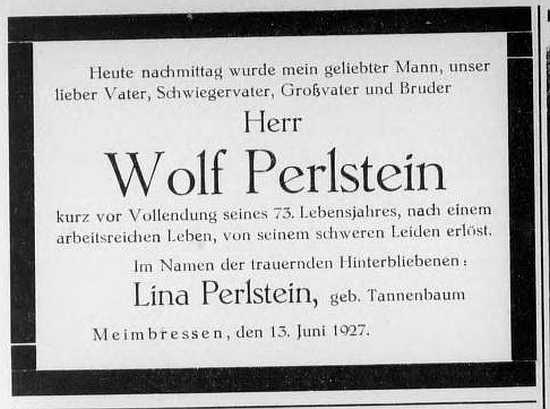 Heute nachmittag wurde mein geliebter Mann, unser
lieber Vater, Schwiegervater, Großvater und Bruder
Herr
Wolf Perlstein
kurz vor Vollendung seines 73. Lebensjahres, nach einem
arbeitsreichen Leben, von seinem schweren Leiden erlöst.
Im Namen der trauernden Hinterbliebenen:
Lina Perlstein, geb. Tannenbaum
Meimbressen, den 13. Juni 1927.